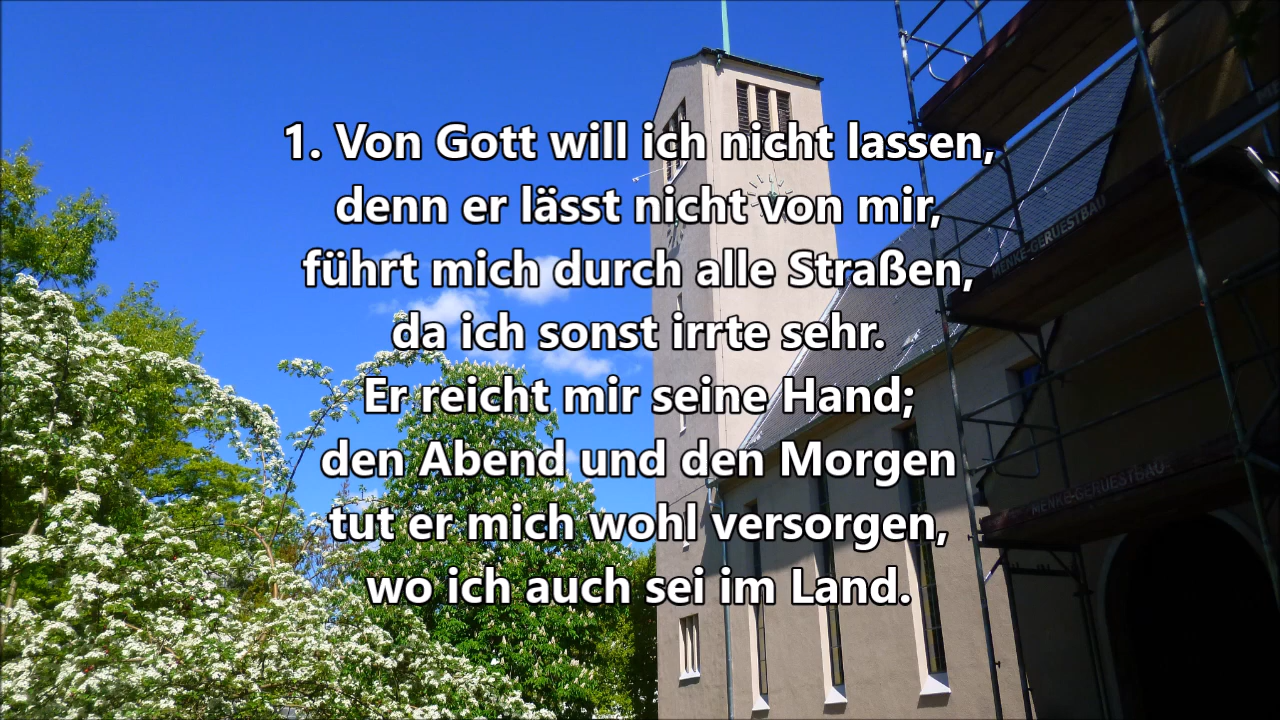 1. Von Gott will ich nicht lassen,
denn er lässt nicht von mir,
führt mich durch alle Straßen,
da ich sonst irrte sehr.
Er reicht mir seine Hand;
den Abend und den Morgen
tut er mich wohl versorgen,
wo ich auch sei im Land.
MENKE-GERUESTBAU
MENKE-GERUESTBAU